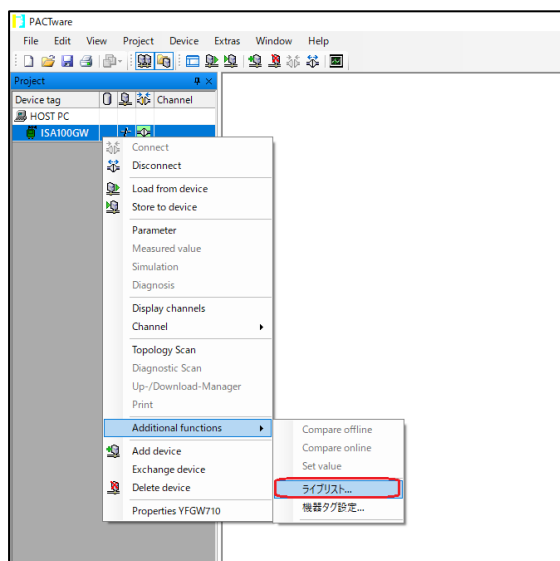 PACTware
File Edit View Project Device Extras Window Help
Project
Device tag Channel
HOST PC
ISA100GW
Connect
Disconnect
Load from device
Store to device
Parameter
Measured value
Simulation
Diagnosis
Display channels
Channel
Topology Scan
Diagnostic Scan
Up-/Download-Manager
Print
Additional functions
Add device
Exchange device
Delete device
Properties YFGW710
Compare offline
Compare online
Set value
ライブリスト...
機器タグ設定...